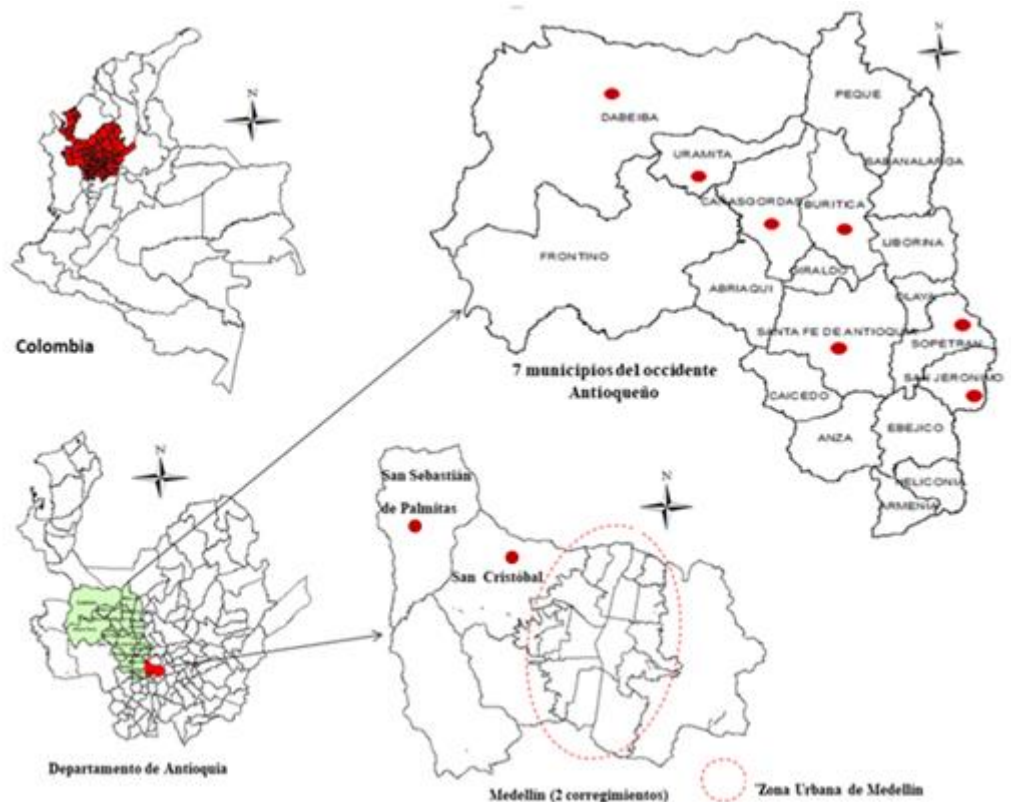 N
Colombia
N
PEQUE
DABEIBA
URAMITA
SABANALARGA
CAÑASGORDAS
BURITICA
LIBORINA
FRONTINO
GIRALDO
ABRIAQUI
OLAYA
SANTA FE DE ANTIOQUIA
SOPETRAN
SAN JERONIMO
CAICEDO
EBEJICO
ANZA
HELICONIA
ARMENIA
7 municipios del occidente
Antioqueño
N
Departamento de Antioquia
N
San Sebastián
de Palmitas
San Cristóbal
Medellín (2 corregimientos)
Zona Urbana de Medellín